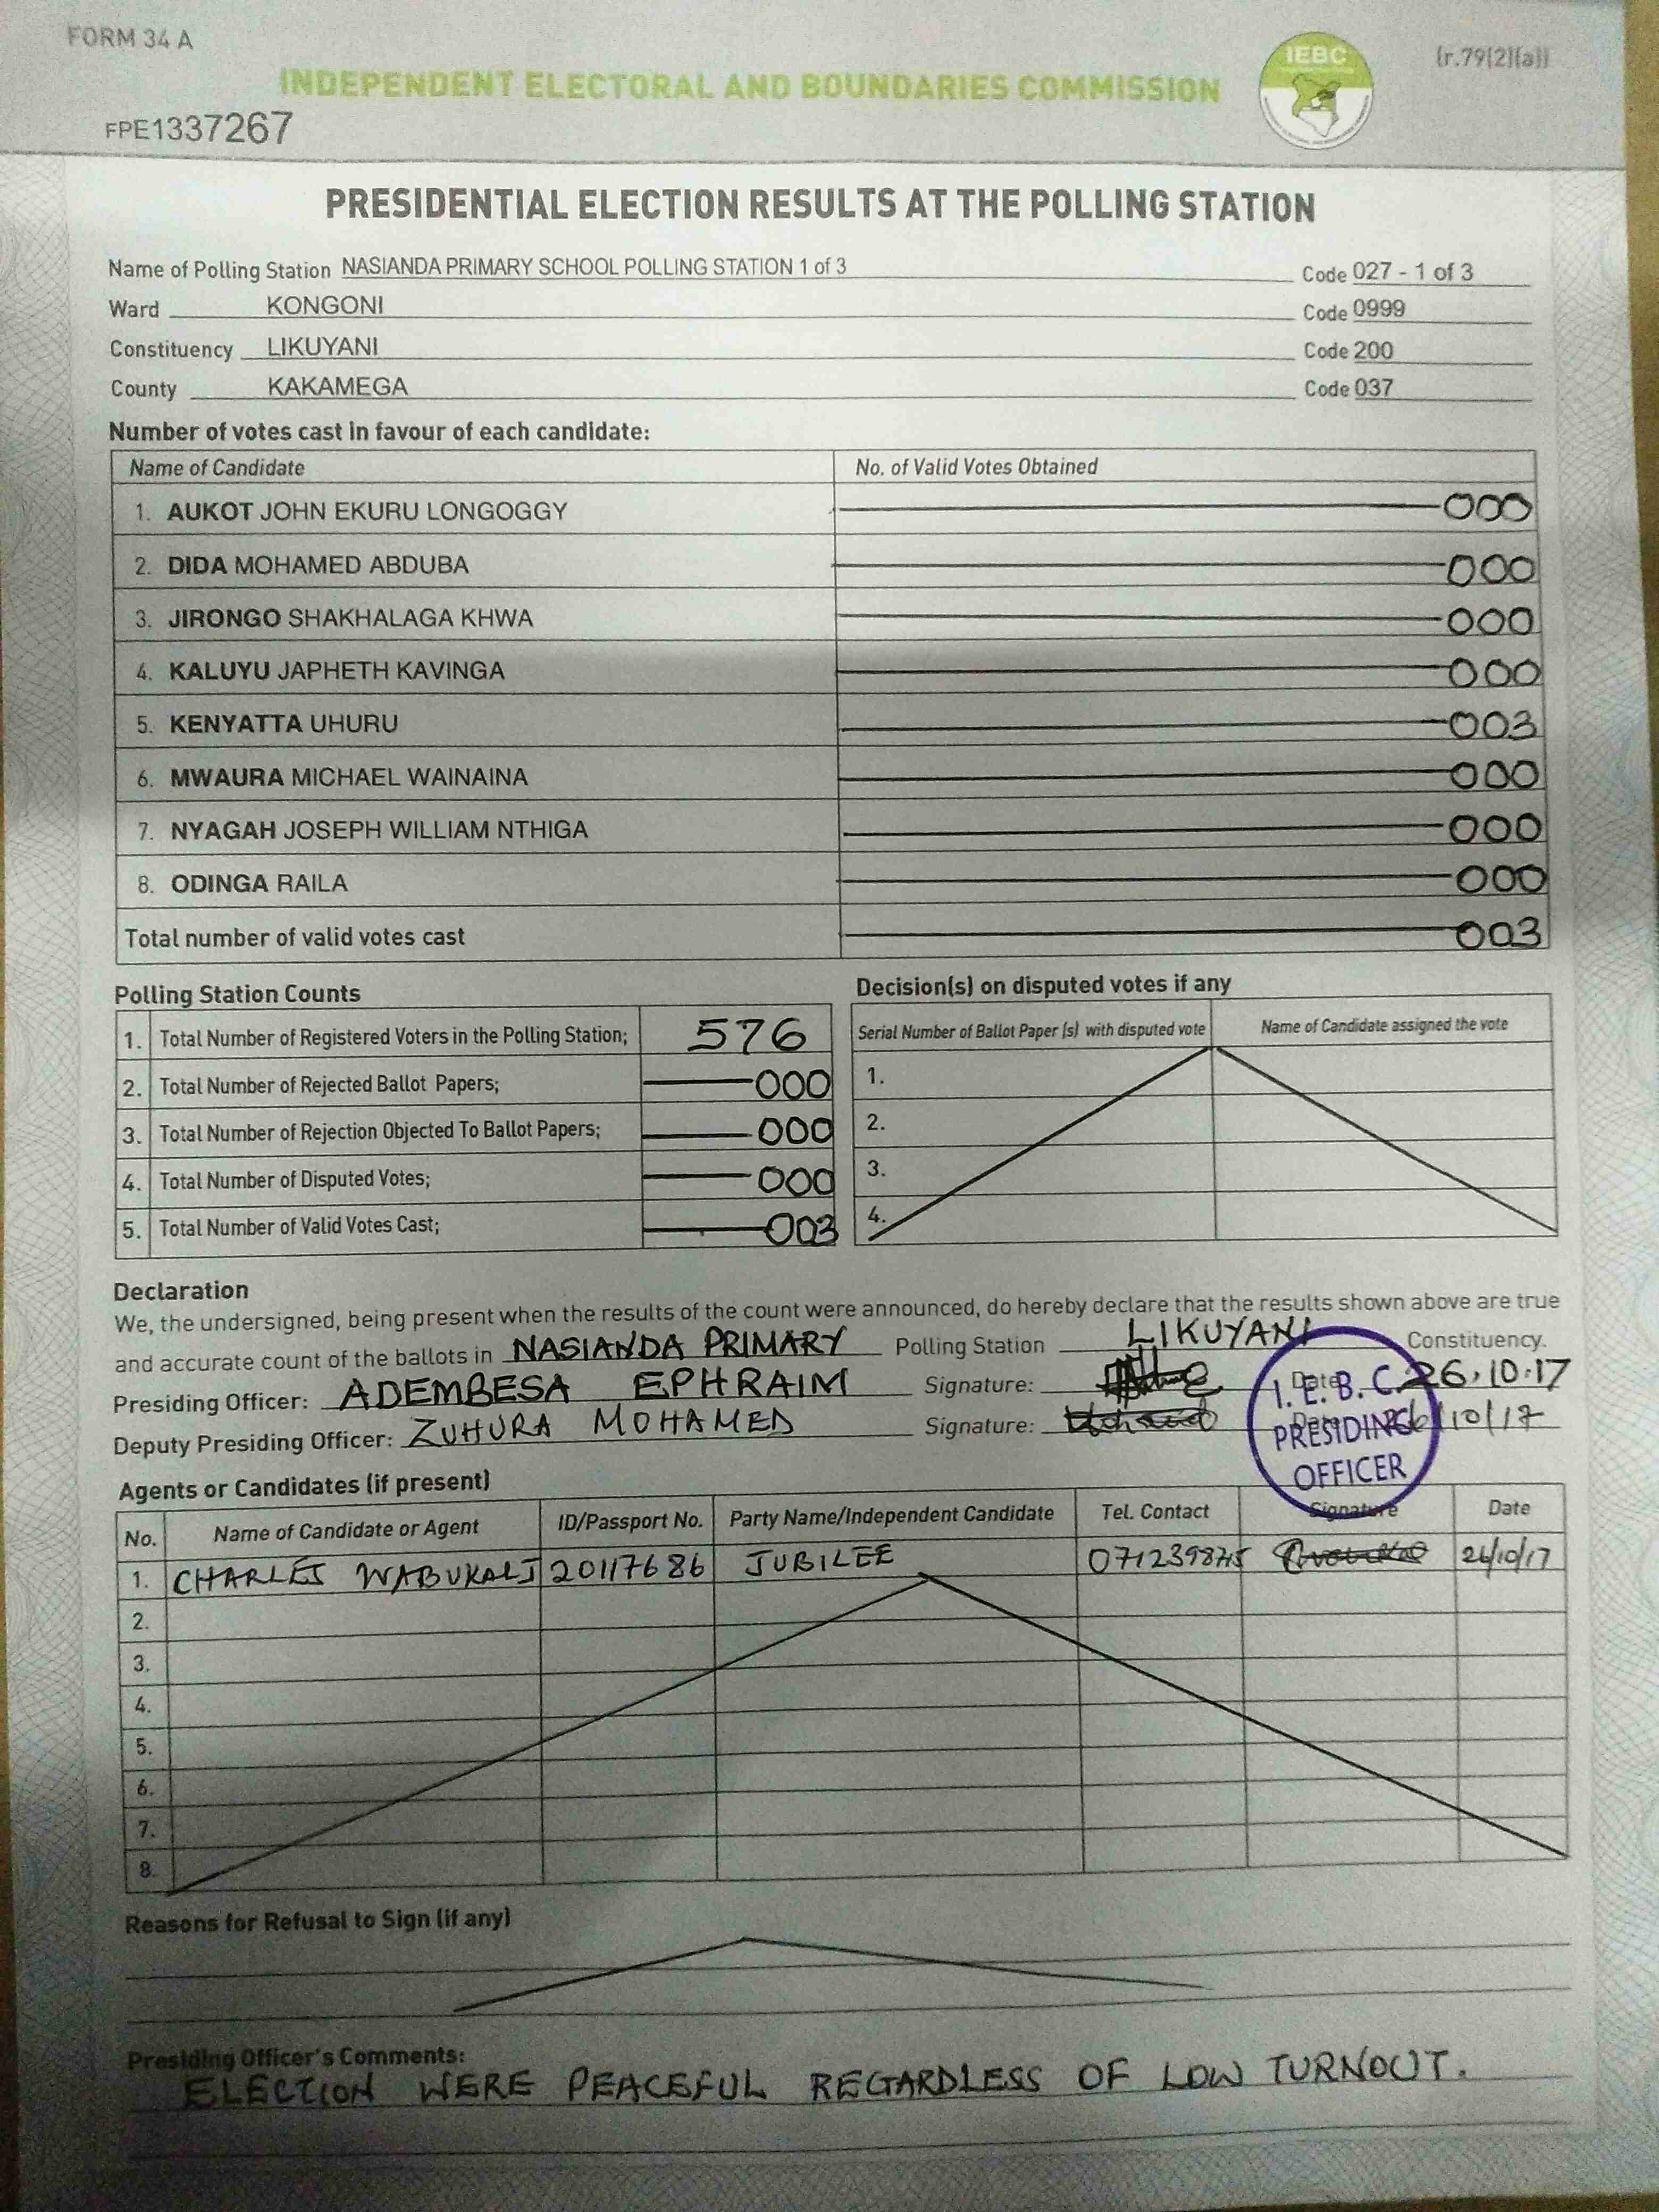 FORM 34 A
IEBC
(r.79(2)(a))
INDEPENDENT ELECTORAL AND BOUNDARIES COMMISSION
FPE1337267
PRESIDENTIAL ELECTION RESULTS AT THE POLLING STATION
Name of Polling Station NASIANDA PRIMARY SCHOOL POLLING STATION 1 of 3 Code 027 - 1 of 3
Ward KONGONI Code 0999
Constituency LIKUYANI Code 200
County KAKAMEGA Code 037
Number of votes cast in favour of each candidate:
Name of Candidate No. of Valid Votes Obtained
1. AUKOT JOHN EKURU LONGOGGY 000
2. DIDA MOHAMED ABDUBA 000
3. JIRONGO SHAKHALAGA KHWA 000
4. KALUYU JAPHETH KAVINGA 000
5. KENYATTA UHURU 003
6. MWAURA MICHAEL WAINAINA 000
7. NYAGAH JOSEPH WILLIAM NTHIGA 000
8. ODINGA RAILA 000
Total number of valid votes cast 003
Polling Station Counts
1. Total Number of Registered Voters in the Polling Station; 576
2. Total Number of Rejected Ballot Papers; 000
3. Total Number of Rejection Objected To Ballot Papers; 000
4. Total Number of Disputed Votes; 000
5. Total Number of Valid Votes Cast; 003
Decision(s) on disputed votes if any
Serial Number of Ballot Paper (s) with disputed vote Name of Candidate assigned the vote
1.
2.
3.
4.
Declaration
We, the undersigned, being present when the results of the count were announced, do hereby declare that the results shown above are true
and accurate count of the ballots in NASIANDA PRIMARY Polling Station LIKUYANI Constituency.
Presiding Officer: ADEMBESA EPHRAIM Signature: Date 26.10.17
Deputy Presiding Officer: ZUHURA MOHAMED Signature: Date 26/10/17
I.E.B.C.
PRESIDING
OFFICER
Agents or Candidates (if present)
No. Name of Candidate or Agent ID/Passport No. Party Name/Independent Candidate Tel. Contact Signature Date
1. CHARLES WABUKALI 20117686 JUBILEE 26/10/17
2.
3.
4.
5.
6.
7.
8.
Reasons for Refusal to Sign (if any)
Presiding Officer's Comments:
ELECTION WERE PEACEFUL REGARDLESS OF LOW TURNOUT.